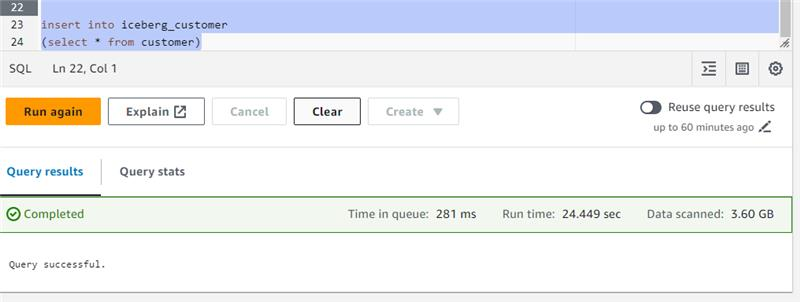 22
23 insert into iceberg_customer
24 (select * from customer)
SQL Ln 22, Col 1
Run again Explain Cancel Clear Create Reuse query results
up to 60 minutes ago
Query results Query stats
Completed Time in queue: 281 ms Run time: 24.449 sec Data scanned: 3.60 GB
Query successful.